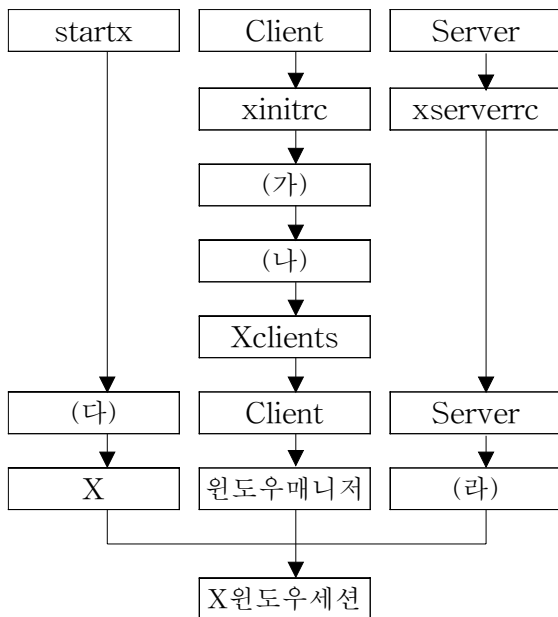 startx Client Server
xinitrc xserverrc
(가)
(나)
Xclients
(다) Client Server
X 윈도우매니저 (라)
X윈도우세션